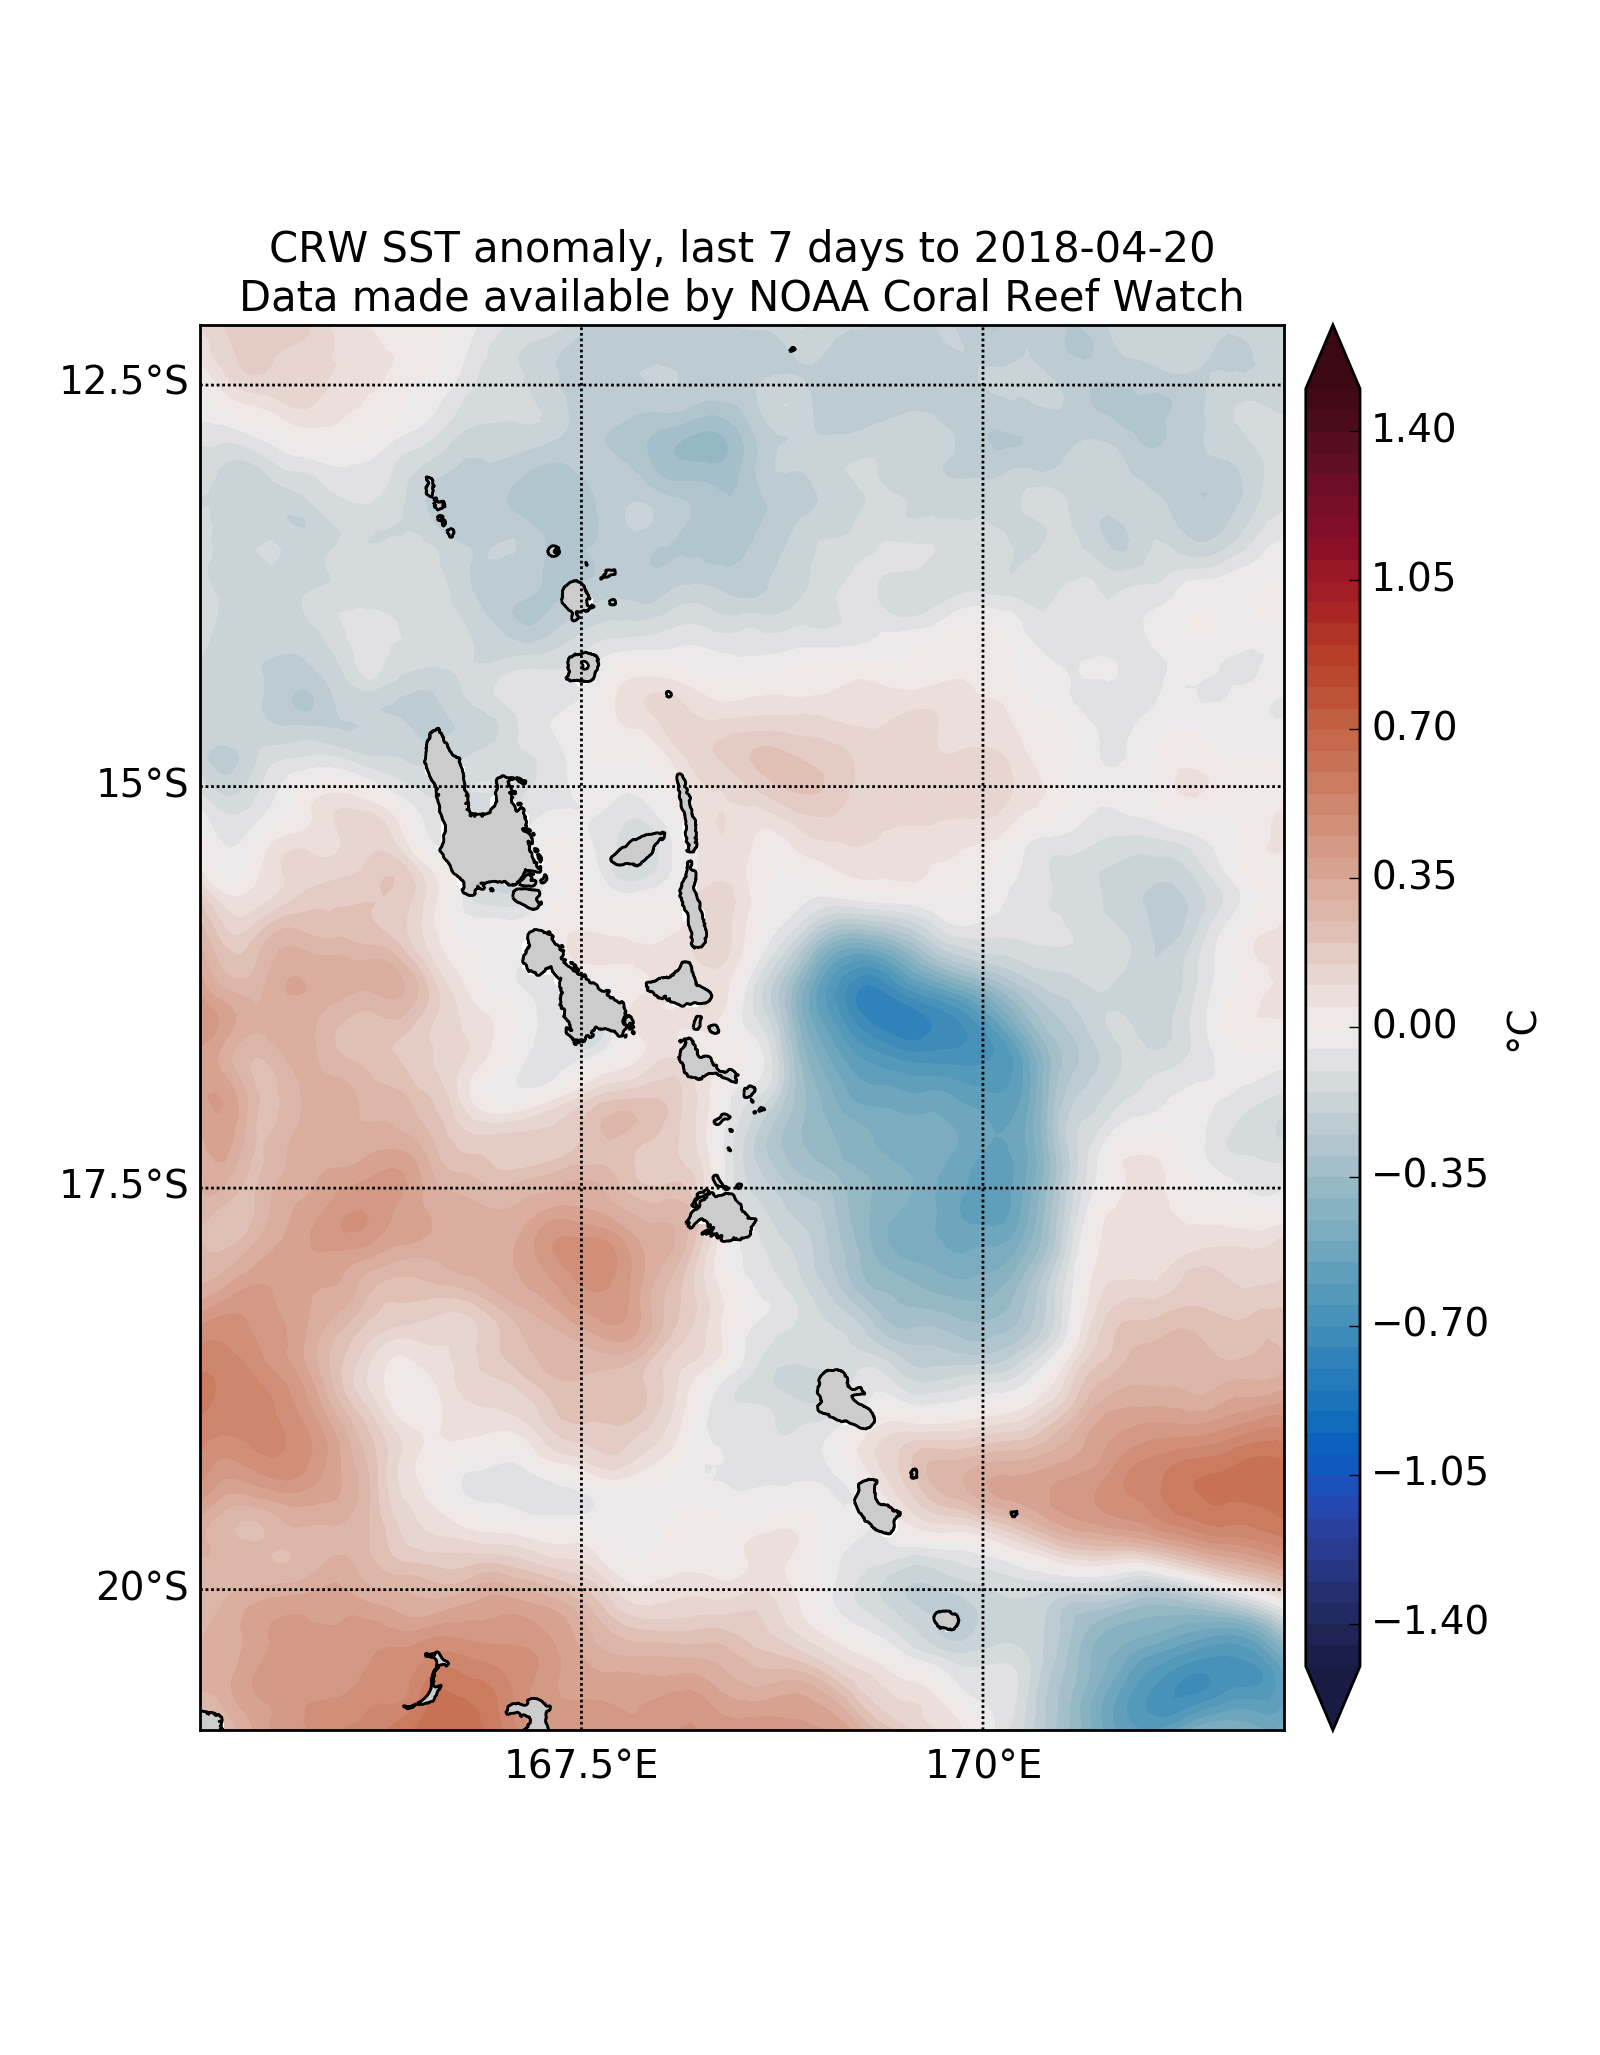 CRW SST anomaly, last 7 days to 2018-04-20
Data made available by NOAA Coral Reef Watch
12.5°S
15°S
17.5°S
20°S
167.5°E
170°E
1.40
1.05
0.70
0.35
0.00
−0.35
−0.70
−1.05
−1.40
°C